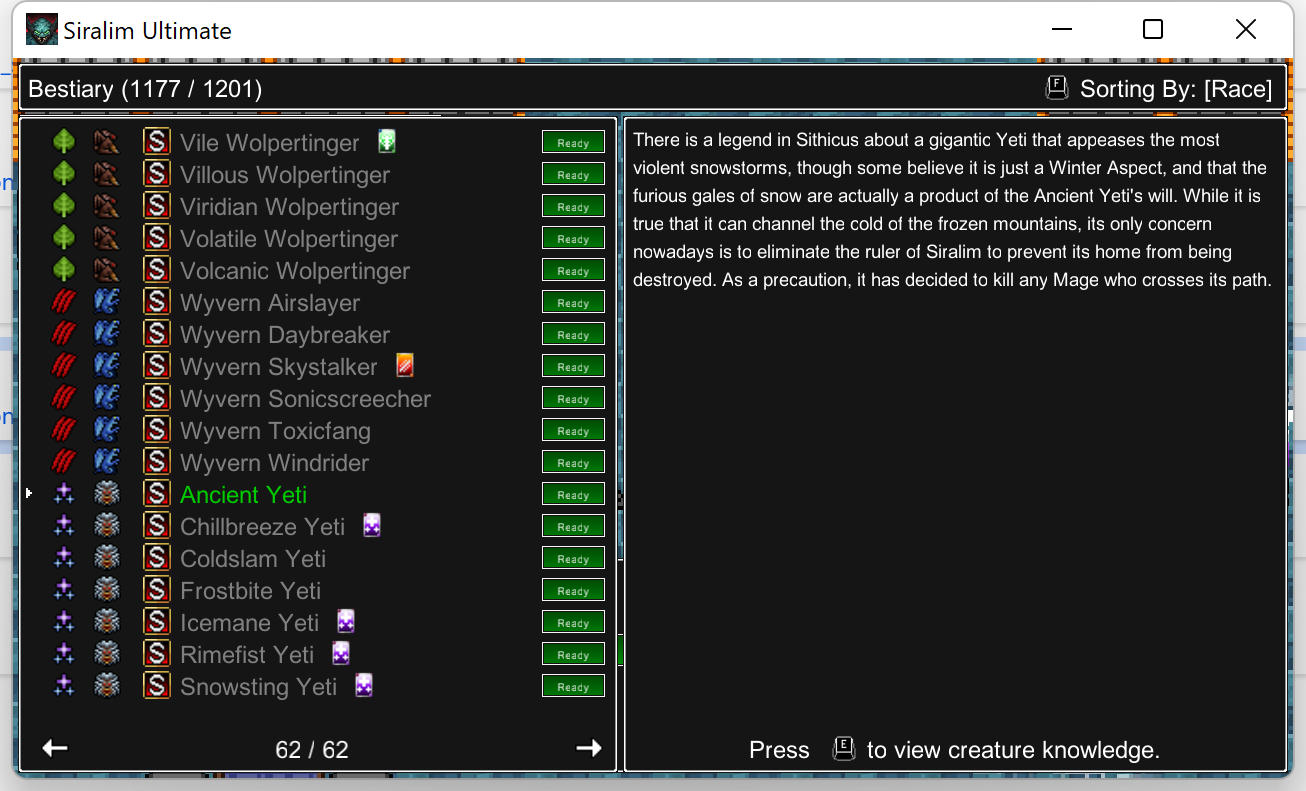 Siralim Ultimate
Bestiary (1177 / 1201)
F Sorting By: [Race]
S Vile Wolpertinger Ready
S Villous Wolpertinger Ready
S Viridian Wolpertinger Ready
S Volatile Wolpertinger Ready
S Volcanic Wolpertinger Ready
S Wyvern Airslayer Ready
S Wyvern Daybreaker Ready
S Wyvern Skystalker Ready
S Wyvern Sonicscreecher Ready
S Wyvern Toxicfang Ready
S Wyvern Windrider Ready
S Ancient Yeti Ready
S Chillbreeze Yeti Ready
S Coldslam Yeti Ready
S Frostbite Yeti Ready
S Icemane Yeti Ready
S Rimefist Yeti Ready
S Snowsting Yeti Ready
62 / 62
There is a legend in Sithicus about a gigantic Yeti that appeases the most
violent snowstorms, though some believe it is just a Winter Aspect, and that the
furious gales of snow are actually a product of the Ancient Yeti's will. While it is
true that it can channel the cold of the frozen mountains, its only concern
nowadays is to eliminate the ruler of Siralim to prevent its home from being
destroyed. As a precaution, it has decided to kill any Mage who crosses its path.
Press E to view creature knowledge.